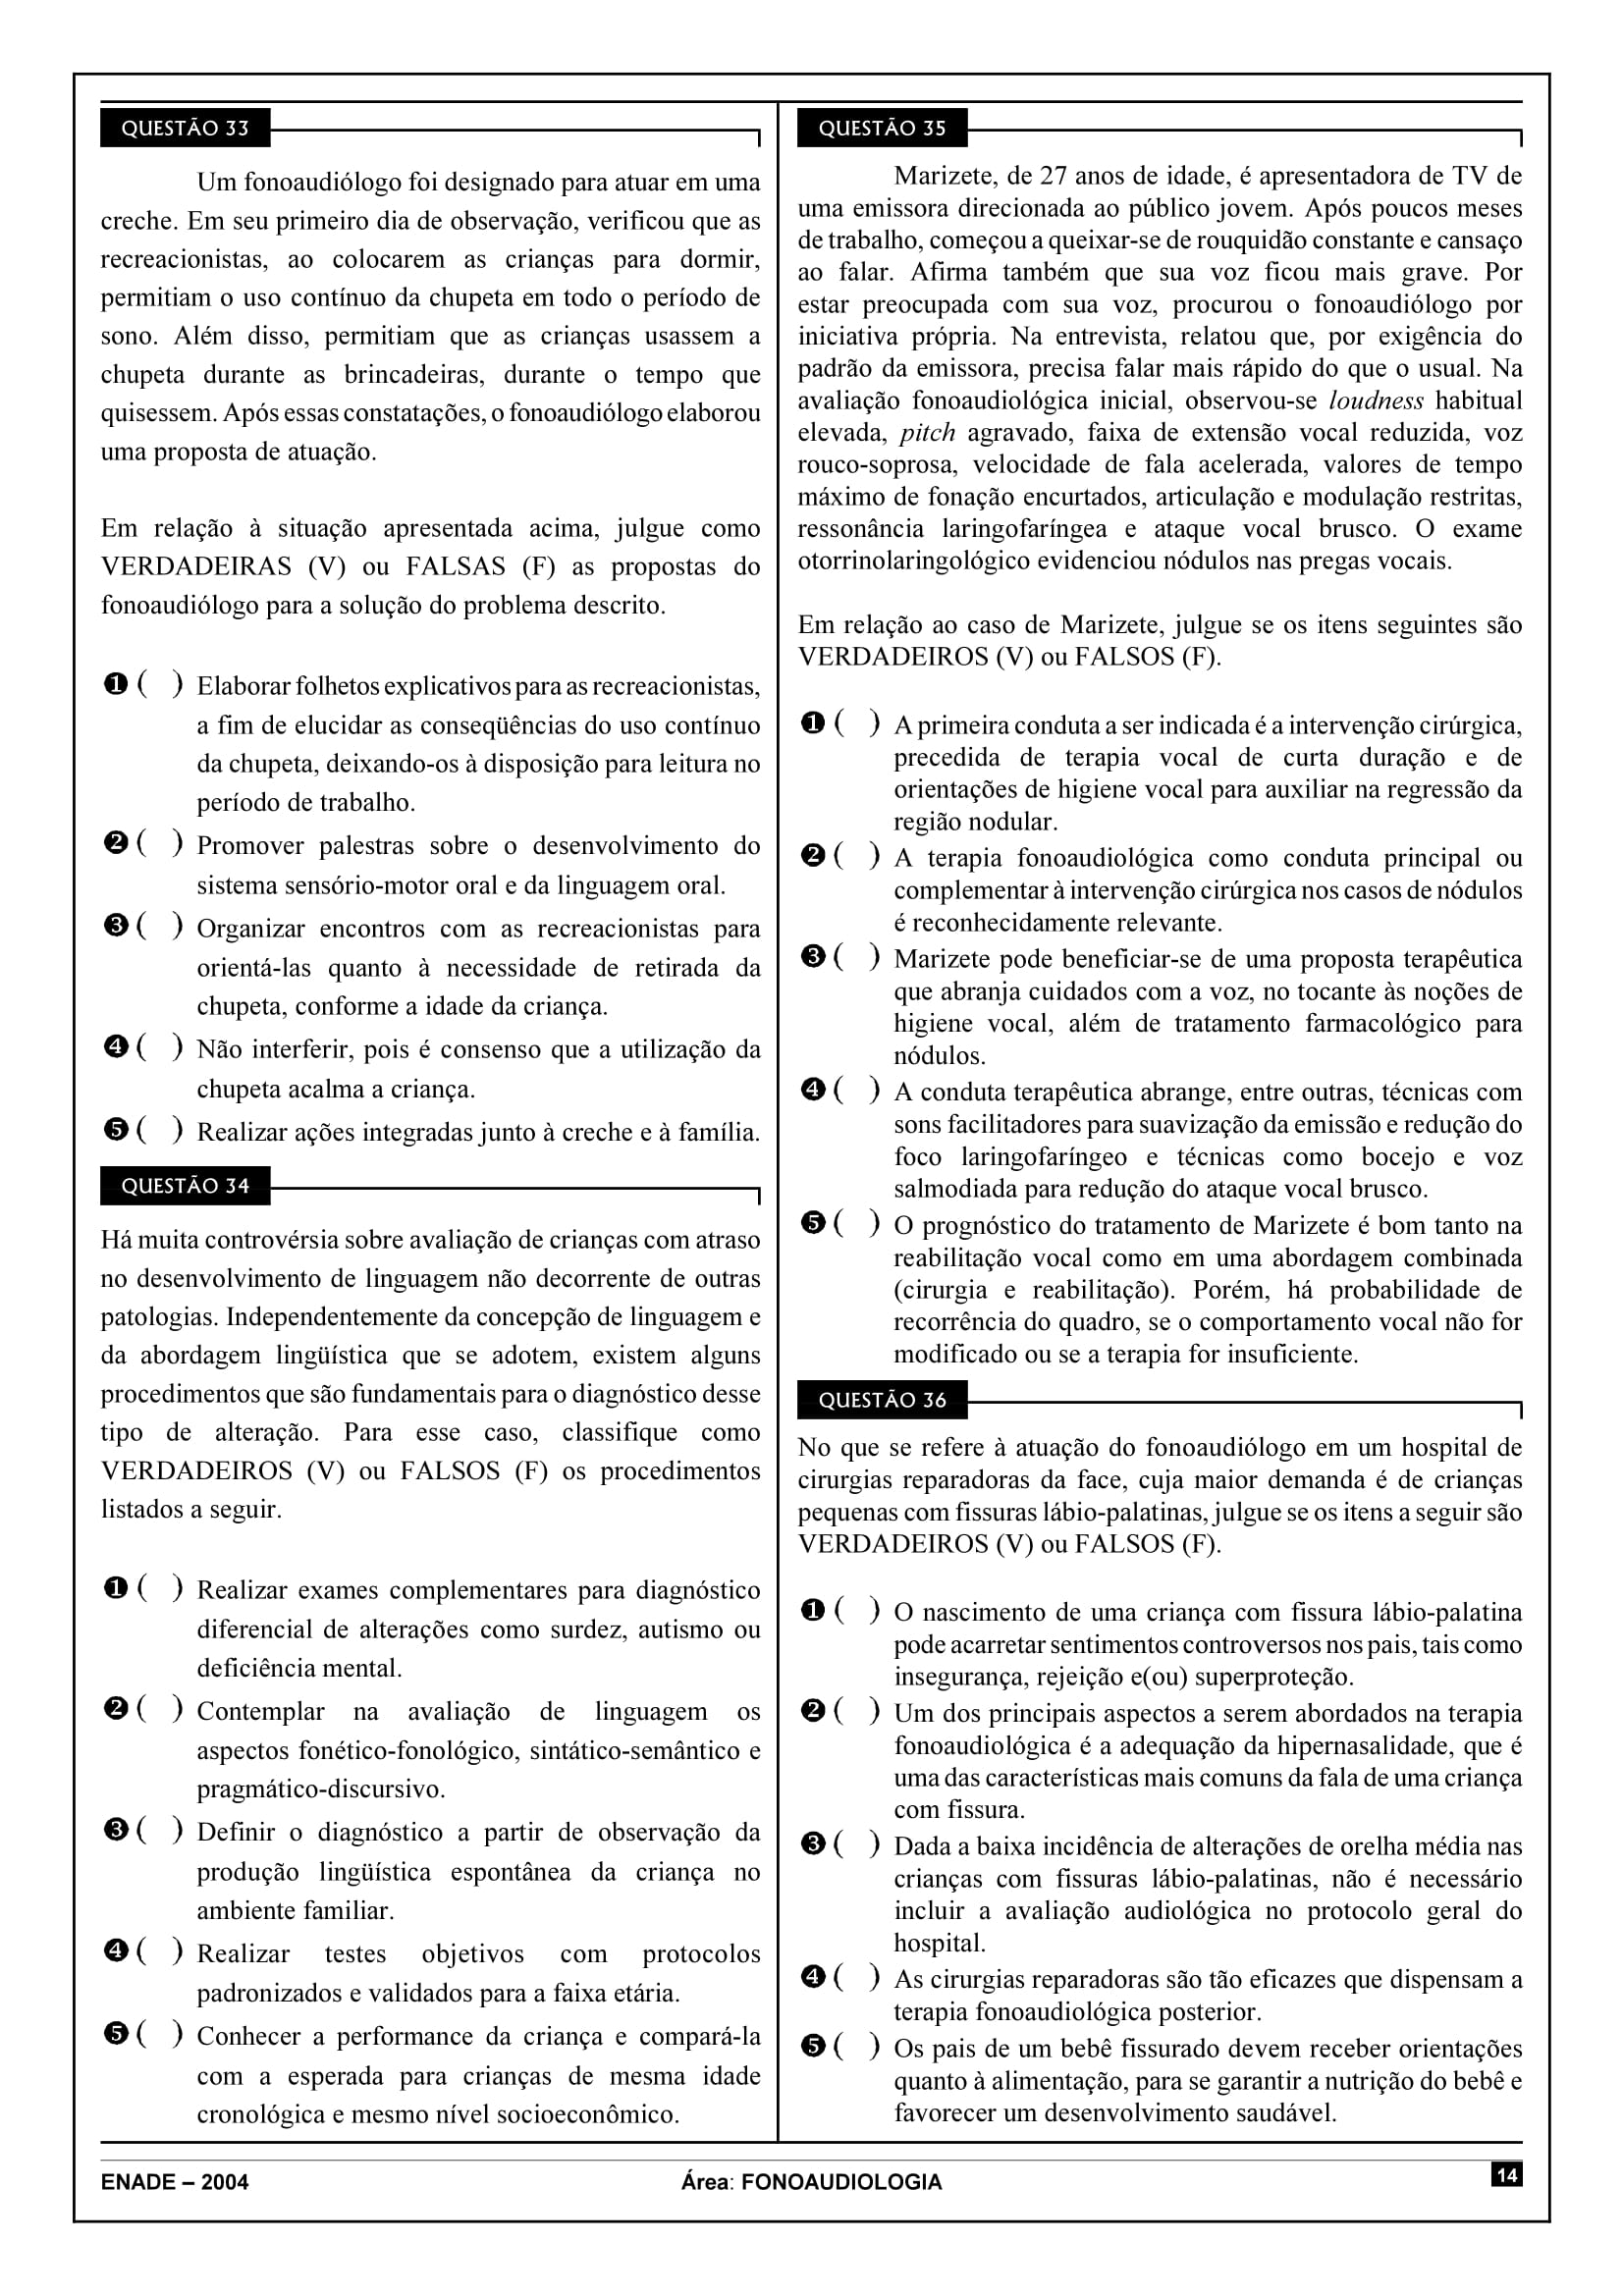 QUESTÃO 33
Um fonoaudiólogo foi designado para atuar em uma
creche. Em seu primeiro dia de observação, verificou que as
recreacionistas, ao colocarem as crianças para dormir,
permitiam o uso contínuo da chupeta em todo o período de
sono. Além disso, permitiam que as crianças usassem a
chupeta durante as brincadeiras, durante o tempo que
quisessem. Após essas constatações, o fonoaudiólogo elaborou
uma proposta de atuação.
Em relação à situação apresentada acima, julgue como
VERDADEIRAS (V) ou FALSAS (F) as propostas do
fonoaudiólogo para a solução do problema descrito.
❶ ( ) Elaborar folhetos explicativos para as recreacionistas,
a fim de elucidar as conseqüências do uso contínuo
da chupeta, deixando-os à disposição para leitura no
período de trabalho.
❷ ( ) Promover palestras sobre o desenvolvimento do
sistema sensório-motor oral e da linguagem oral.
❸ ( ) Organizar encontros com as recreacionistas para
orientá-las quanto à necessidade de retirada da
chupeta, conforme a idade da criança.
❹ ( ) Não interferir, pois é consenso que a utilização da
chupeta acalma a criança.
❺ ( ) Realizar ações integradas junto à creche e à família.
QUESTÃO 34
Há muita controvérsia sobre avaliação de crianças com atraso
no desenvolvimento de linguagem não decorrente de outras
patologias. Independentemente da concepção de linguagem e
da abordagem lingüística que se adotem, existem alguns
procedimentos que são fundamentais para o diagnóstico desse
tipo de alteração. Para esse caso, classifique como
VERDADEIROS (V) ou FALSOS (F) os procedimentos
listados a seguir.
❶ ( ) Realizar exames complementares para diagnóstico
diferencial de alterações como surdez, autismo ou
deficiência mental.
❷ ( ) Contemplar na avaliação de linguagem os
aspectos fonético-fonológico, sintático-semântico e
pragmático-discursivo.
❸ ( ) Definir o diagnóstico a partir de observação da
produção lingüística espontânea da criança no
ambiente familiar.
❹ ( ) Realizar testes objetivos com protocolos
padronizados e validados para a faixa etária.
❺ ( ) Conhecer a performance da criança e compará-la
com a esperada para crianças de mesma idade
cronológica e mesmo nível socioeconômico.
QUESTÃO 35
Marizete, de 27 anos de idade, é apresentadora de TV de
uma emissora direcionada ao público jovem. Após poucos meses
de trabalho, começou a queixar-se de rouquidão constante e cansaço
ao falar. Afirma também que sua voz ficou mais grave. Por
estar preocupada com sua voz, procurou o fonoaudiólogo por
iniciativa própria. Na entrevista, relatou que, por exigência do
padrão da emissora, precisa falar mais rápido do que o usual. Na
avaliação fonoaudiológica inicial, observou-se loudness habitual
elevada, pitch agravado, faixa de extensão vocal reduzida, voz
rouco-soprosa, velocidade de fala acelerada, valores de tempo
máximo de fonação encurtados, articulação e modulação restritas,
ressonância laringofaríngea e ataque vocal brusco. O exame
otorrinolaringológico evidenciou nódulos nas pregas vocais.
Em relação ao caso de Marizete, julgue se os itens seguintes são
VERDADEIROS (V) ou FALSOS (F).
❶ ( ) A primeira conduta a ser indicada é a intervenção cirúrgica,
precedida de terapia vocal de curta duração e de
orientações de higiene vocal para auxiliar na regressão da
região nodular.
❷ ( ) A terapia fonoaudiológica como conduta principal ou
complementar à intervenção cirúrgica nos casos de nódulos
é reconhecidamente relevante.
❸ ( ) Marizete pode beneficiar-se de uma proposta terapêutica
que abranja cuidados com a voz, no tocante às noções de
higiene vocal, além de tratamento farmacológico para
nódulos.
❹ ( ) A conduta terapêutica abrange, entre outras, técnicas com
sons facilitadores para suavização da emissão e redução do
foco laringofaríngeo e técnicas como bocejo e voz
salmodiada para redução do ataque vocal brusco.
❺ ( ) O prognóstico do tratamento de Marizete é bom tanto na
reabilitação vocal como em uma abordagem combinada
(cirurgia e reabilitação). Porém, há probabilidade de
recorrência do quadro, se o comportamento vocal não for
modificado ou se a terapia for insuficiente.
QUESTÃO 36
No que se refere à atuação do fonoaudiólogo em um hospital de
cirurgias reparadoras da face, cuja maior demanda é de crianças
pequenas com fissuras lábio-palatinas, julgue se os itens a seguir são
VERDADEIROS (V) ou FALSOS (F).
❶ ( ) O nascimento de uma criança com fissura lábio-palatina
pode acarretar sentimentos controversos nos pais, tais como
insegurança, rejeição e(ou) superproteção.
❷ ( ) Um dos principais aspectos a serem abordados na terapia
fonoaudiológica é a adequação da hipernasalidade, que é
uma das características mais comuns da fala de uma criança
com fissura.
❸ ( ) Dada a baixa incidência de alterações de orelha média nas
crianças com fissuras lábio-palatinas, não é necessário
incluir a avaliação audiológica no protocolo geral do
hospital.
❹ ( ) As cirurgias reparadoras são tão eficazes que dispensam a
terapia fonoaudiológica posterior.
❺ ( ) Os pais de um bebê fissurado devem receber orientações
quanto à alimentação, para se garantir a nutrição do bebê e
favorecer um desenvolvimento saudável.
ENADE – 2004
Área: FONOAUDIOLOGIA
14